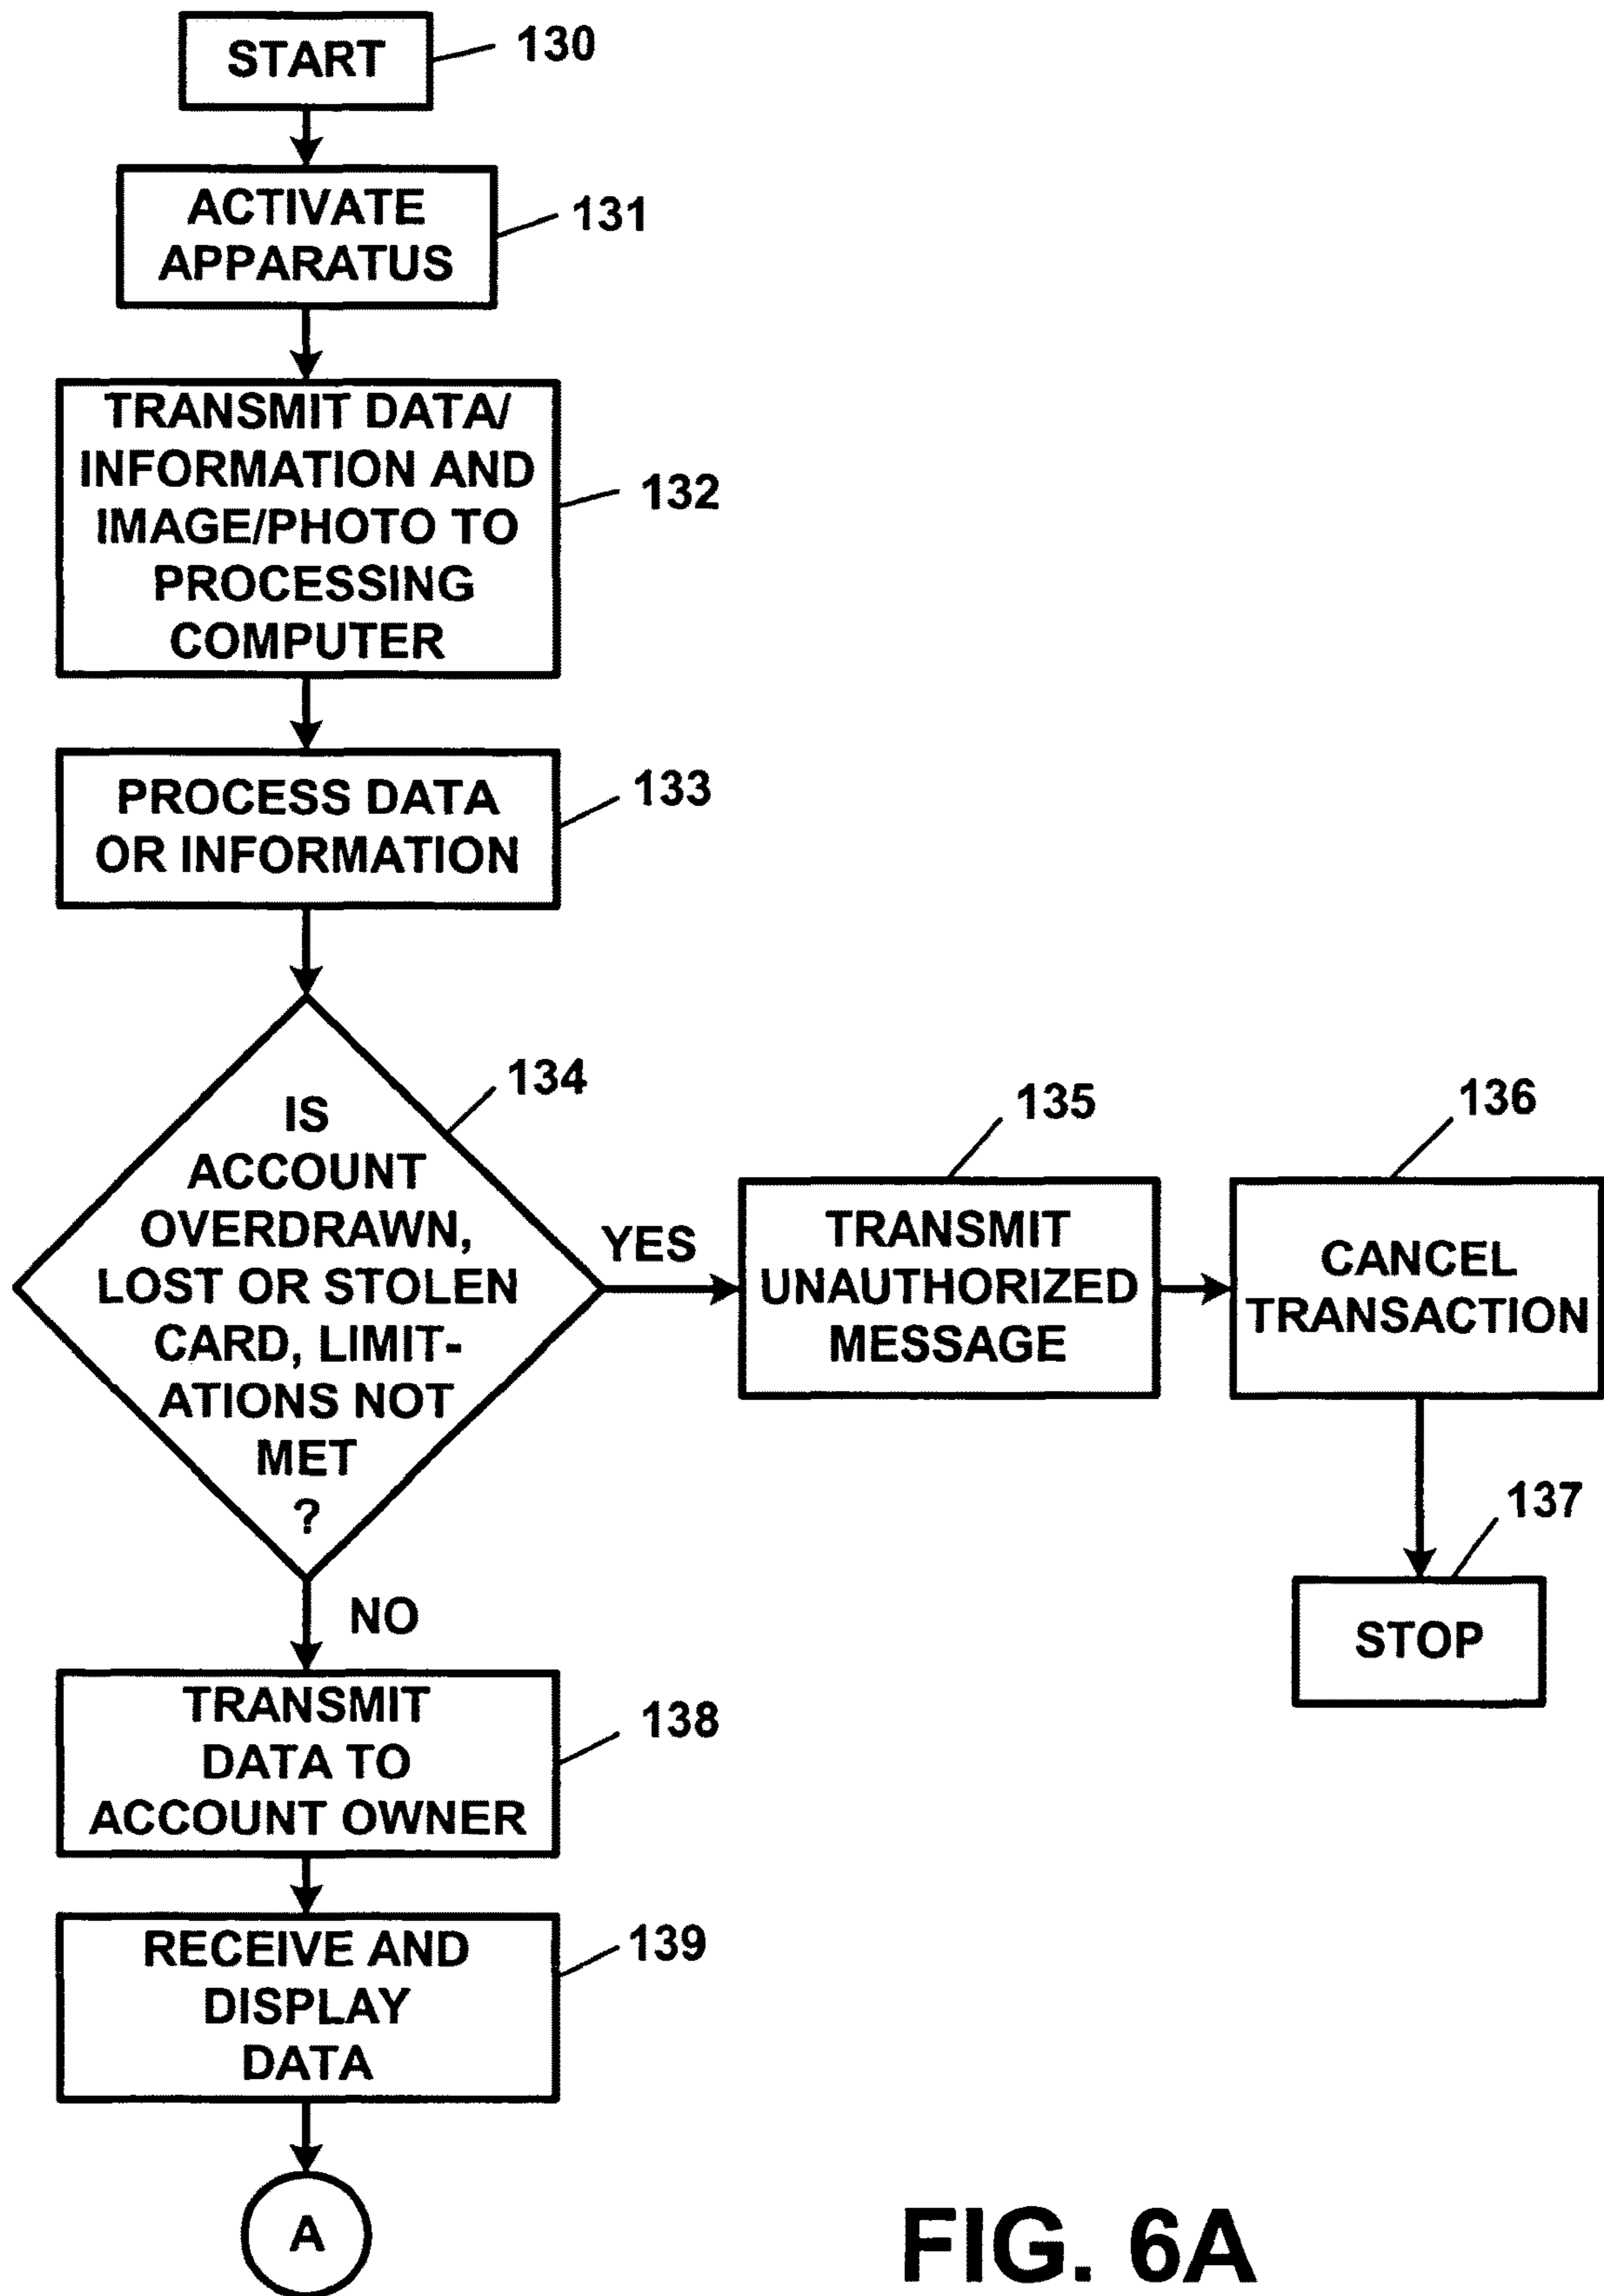 START
130
ACTIVATE
APPARATUS
131
TRANSMIT DATA/
INFORMATION AND
IMAGE/PHOTO TO
PROCESSING
COMPUTER
132
PROCESS DATA
OR INFORMATION
133
IS
ACCOUNT
OVERDRAWN,
LOST OR STOLEN
CARD, LIMIT-
ATIONS NOT
MET
?
134
YES
TRANSMIT
UNAUTHORIZED
MESSAGE
135
CANCEL
TRANSACTION
136
STOP
137
NO
TRANSMIT
DATA TO
ACCOUNT OWNER
138
RECEIVE AND
DISPLAY
DATA
139
A
FIG. 6A